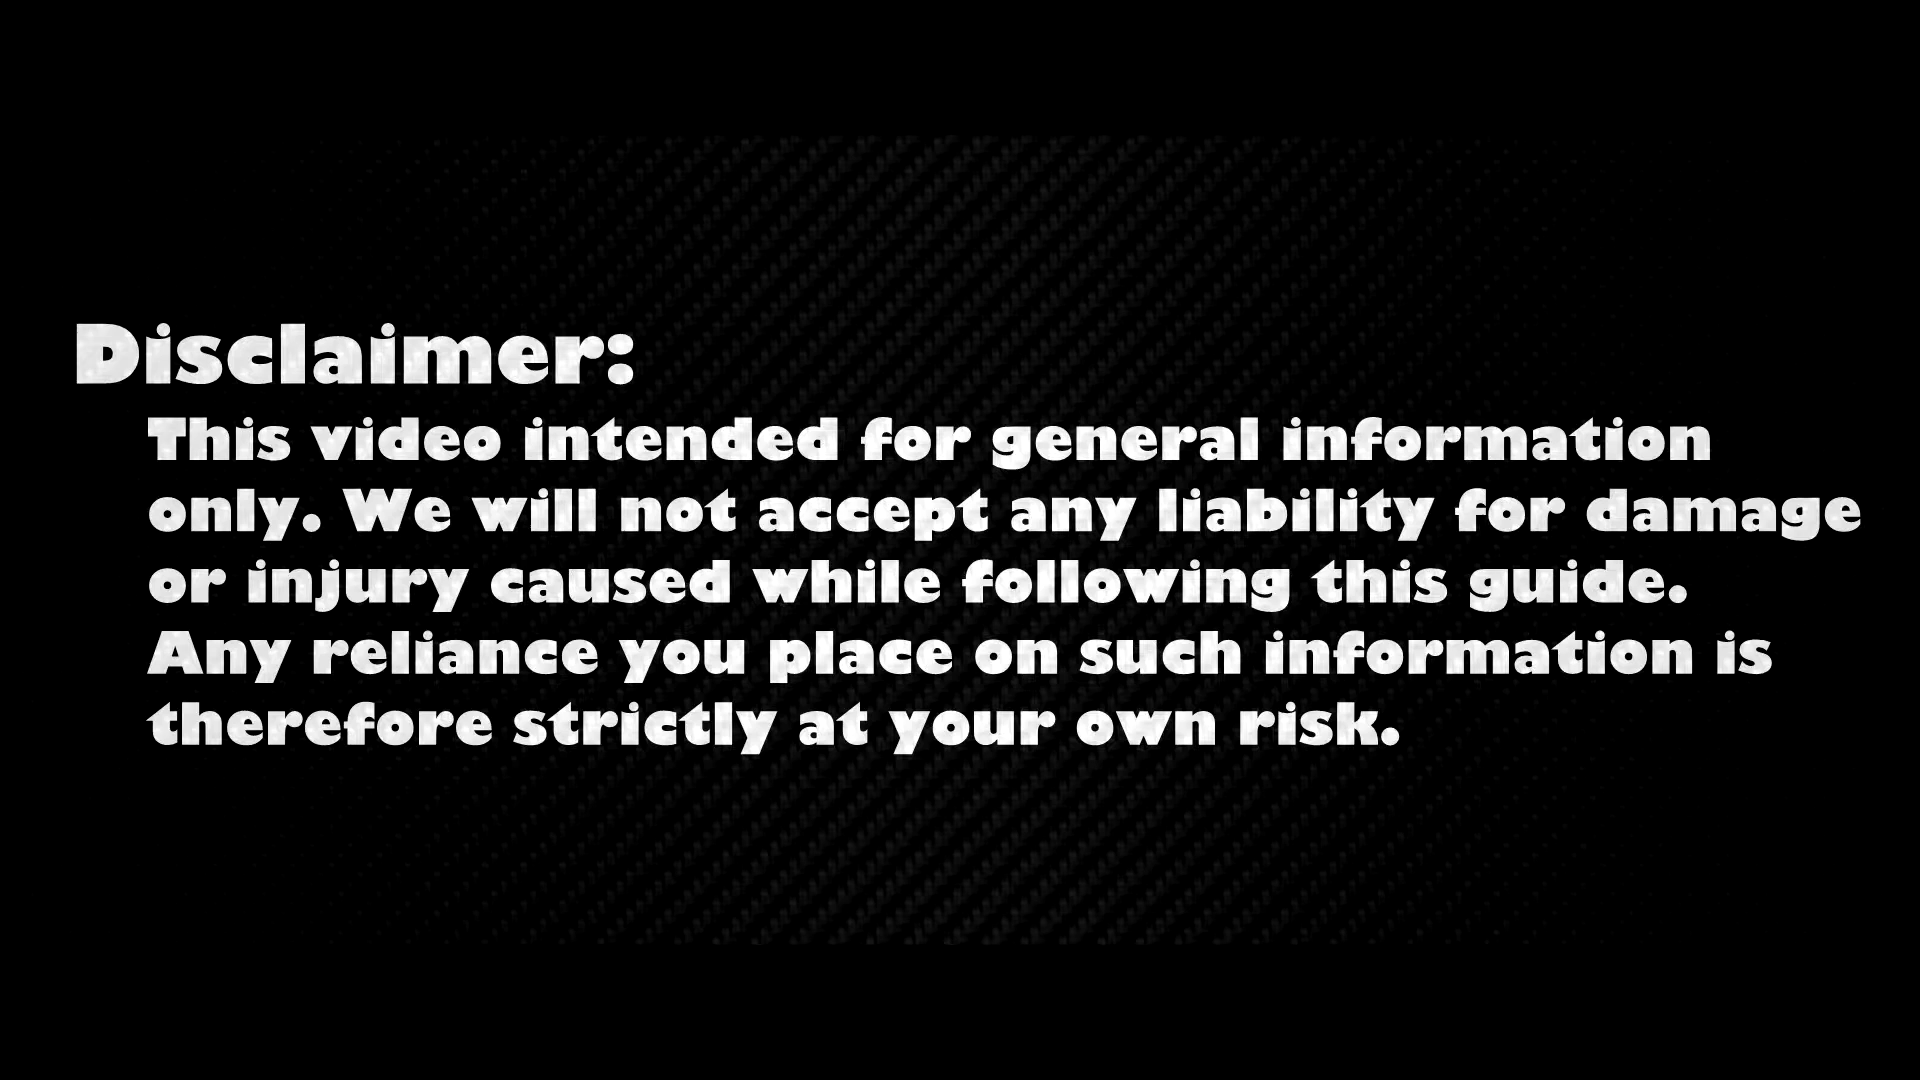 Disclaimer:
This video intended for general information
only. We will not accept any liability for damage
or injury caused while following this guide.
Any reliance you place on such information is
therefore strictly at your own risk.